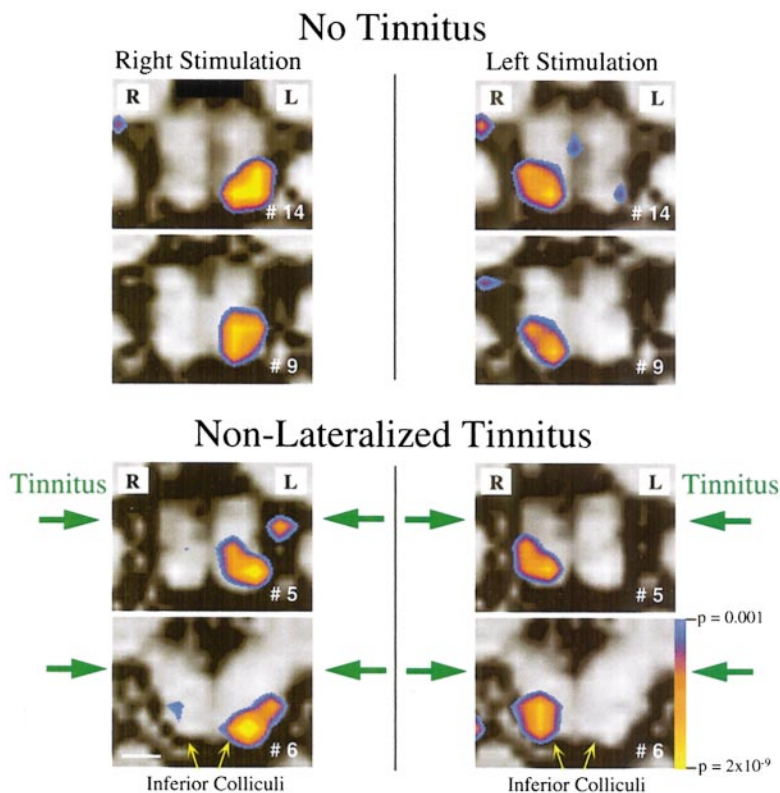 No Tinnitus
Right Stimulation
Left Stimulation
R L
R L
# 14
# 14
# 9
# 9
Non-Lateralized Tinnitus
Tinnitus
R L
R L
Tinnitus
# 5
# 5
p = 0.001
# 6
# 6
p = 2x10-9
Inferior Colliculi
Inferior Colliculi